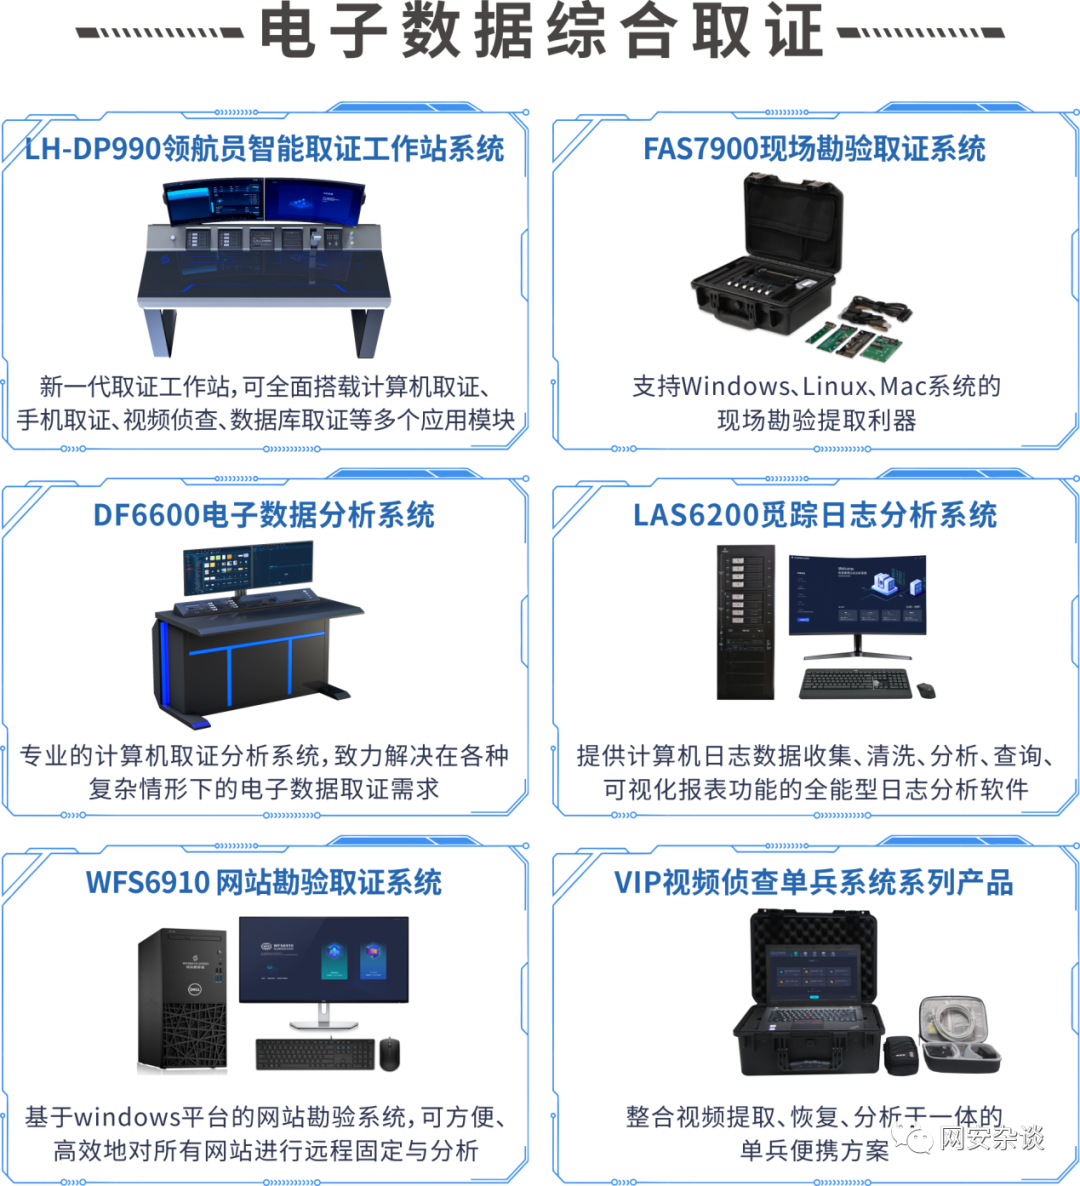 电子数据综合取证
LH-DP990领航员智能取证工作站系统
新一代取证工作站,可全面搭载计算机取证、
手机取证、视频侦查、数据库取证等多个应用模块
FAS7900现场勘验取证系统
支持Windows、Linux、Mac系统的
现场勘验提取利器
DF6600电子数据分析系统
专业的计算机取证分析系统,致力解决在各种
复杂情形下的电子数据取证需求
LAS6200觅踪日志分析系统
Welcome
提供计算机日志数据收集、清洗、分析、查询、
可视化报表功能的全能型日志分析软件
WFS6910 网站勘验取证系统
DELL
基于windows平台的网站勘验系统,可方便、
高效地对所有网站进行远程固定与分析
VIP视频侦查单兵系统系列产品
整合视频提取、恢复、分析于一体的
单兵便携方案
网安杂谈